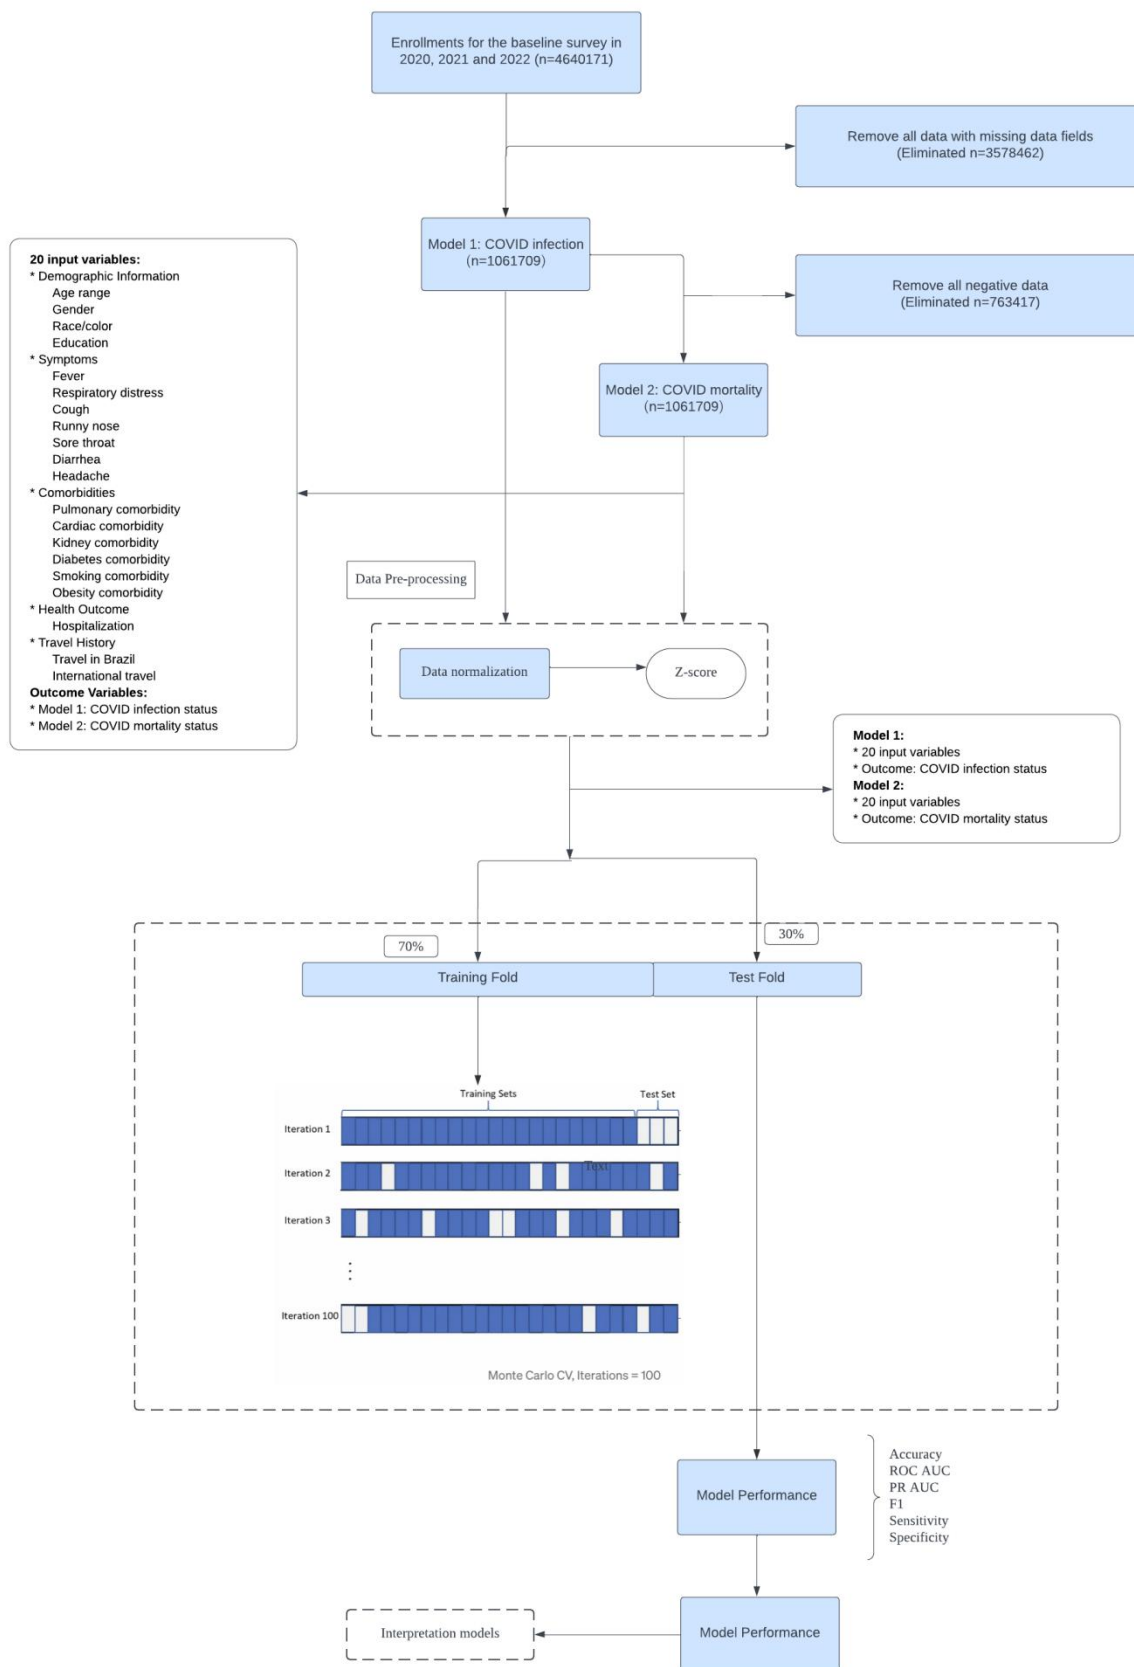 Enrollments for the baseline survey in
2020, 2021 and 2022 (n=4640171)
Remove all data with missing data fields
(Eliminated n=3578462)
Model 1: COVID infection
(n=1061709)
Remove all negative data
(Eliminated n=763417)
Model 2: COVID mortality
(n=1061709)
20 input variables:
* Demographic Information
Age range
Gender
Race/color
Education
* Symptoms
Fever
Respiratory distress
Cough
Runny nose
Sore throat
Diarrhea
Headache
* Comorbidities
Pulmonary comorbidity
Cardiac comorbidity
Kidney comorbidity
Diabetes comorbidity
Smoking comorbidity
Obesity comorbidity
* Health Outcome
Hospitalization
* Travel History
Travel in Brazil
International travel
Outcome Variables:
* Model 1: COVID infection status
* Model 2: COVID mortality status
Data Pre-processing
Data normalization
Z-score
Model 1:
* 20 input variables
* Outcome: COVID infection status
Model 2:
* 20 input variables
* Outcome: COVID mortality status
70%
30%
Training Fold
Test Fold
Training Sets
Test Set
Iteration 1
Text
Iteration 2
Iteration 3
⋮
Iteration 100
Monte Carlo CV, Iterations = 100
Model Performance
Accuracy
ROC AUC
PR AUC
F1
Sensitivity
Specificity
Model Performance
Interpretation models